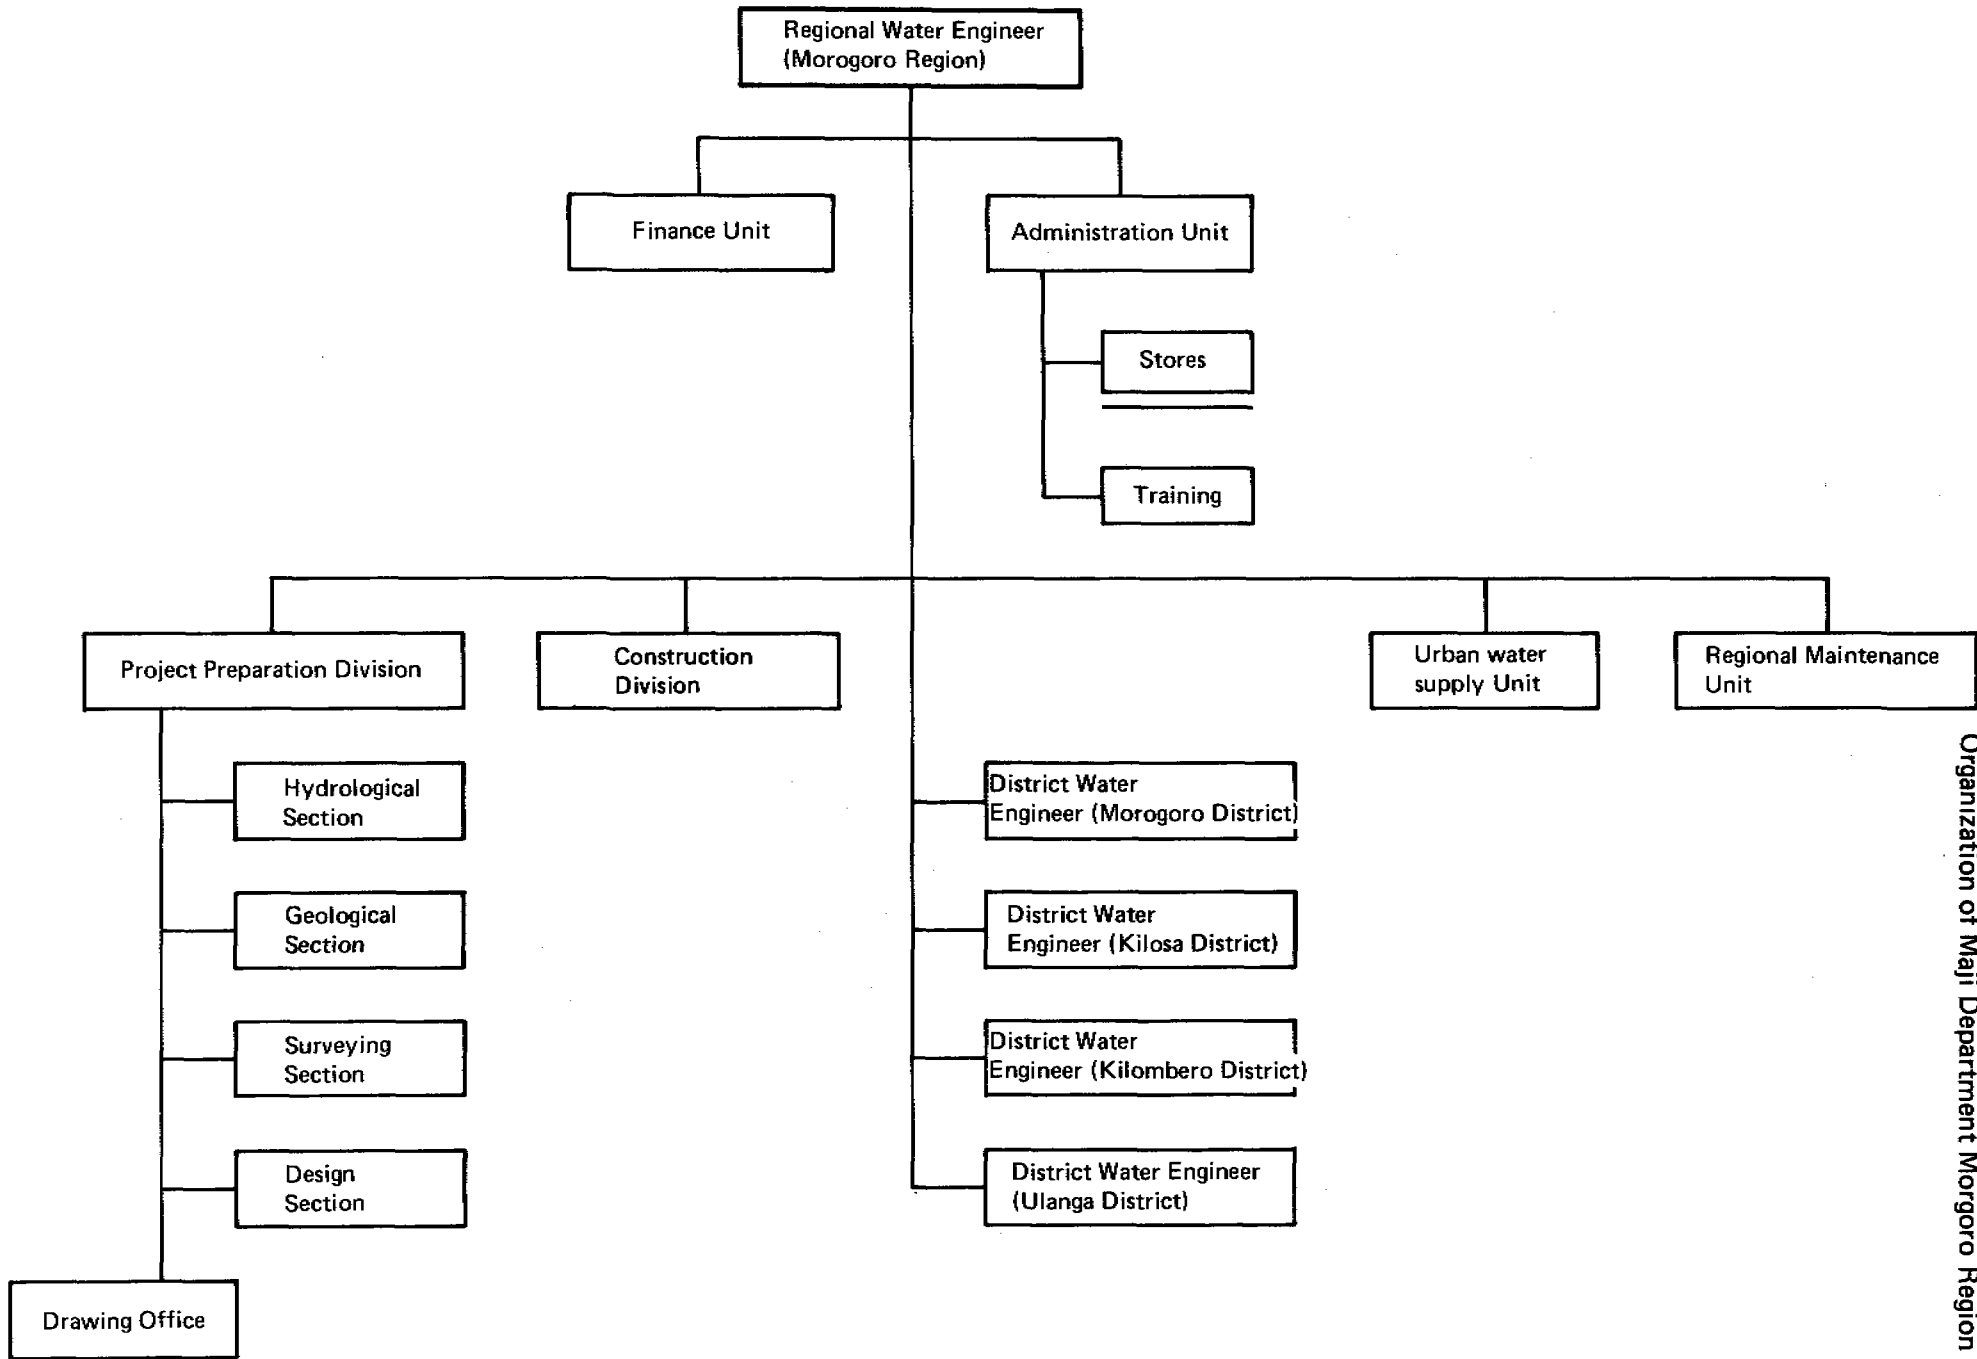 Regional Water Engineer
(Morogoro Region)
Finance Unit
Administration Unit
Stores
Training
Project Preparation Division
Construction
Division
Urban water
supply Unit
Regional Maintenance
Unit
Hydrological
Section
Geological
Section
Surveying
Section
Design
Section
Drawing Office
District Water
Engineer (Morogoro District)
District Water
Engineer (Kilosa District)
District Water
Engineer (Kilombero District)
District Water Engineer
(Ulanga District)
Organization of Maji Department Morgoro Region